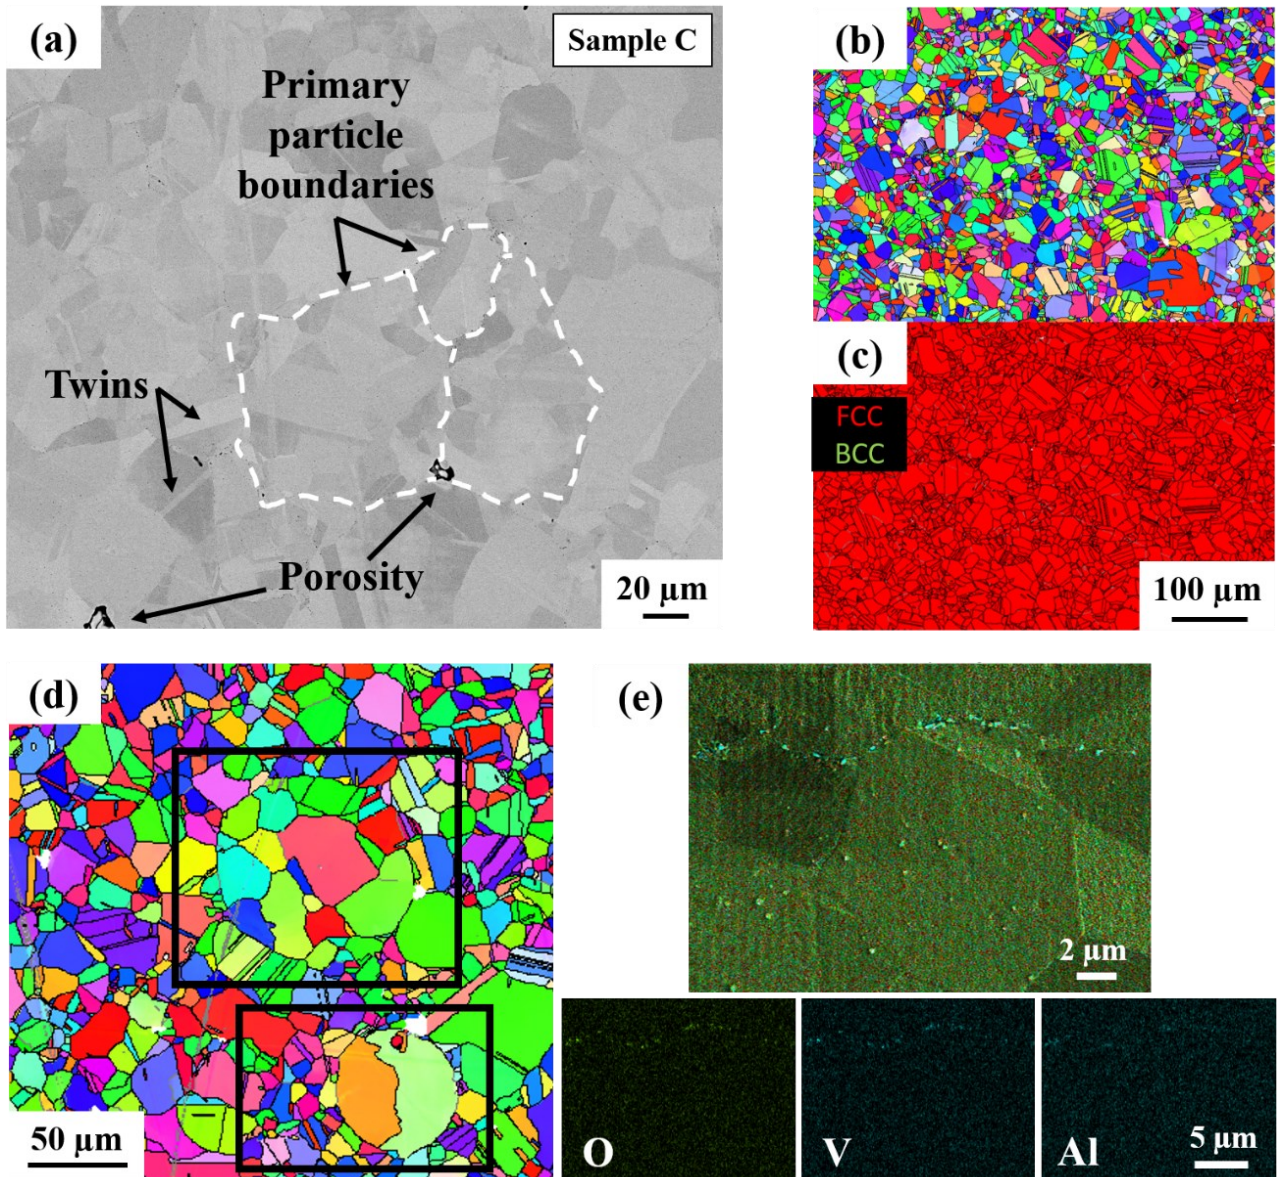 (a)
Sample C
Primary
particle
boundaries
Twins
Porosity
20 µm
(b)
(c)
FCC
BCC
100 µm
(d)
50 µm
(e)
2 µm
O
V
Al
5 µm